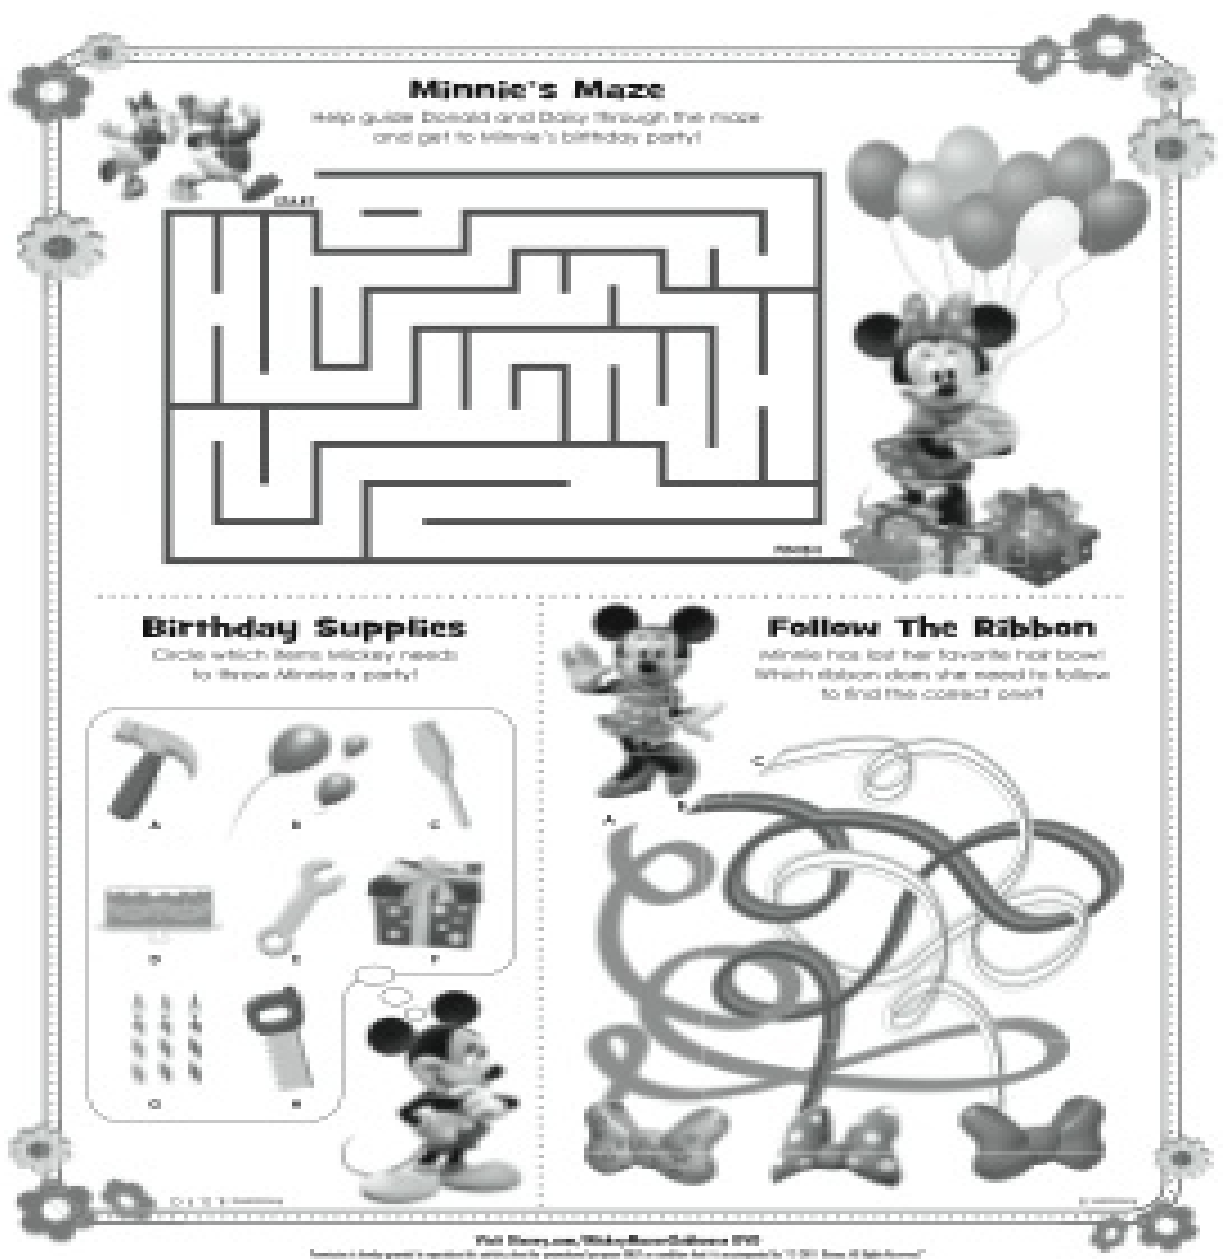 Minnie's Maze
Help guide Donald and Daisy through the maze
and get to Minnie's birthday party!
START
FINISH
Birthday Supplies
Circle which items Mickey needs
to throw Minnie a party!
A
B
C
D
E
F
G
H
Follow The Ribbon
Minnie has lost her favorite hair bow!
Which ribbon does she need to follow
to find the correct one?
C
B
A